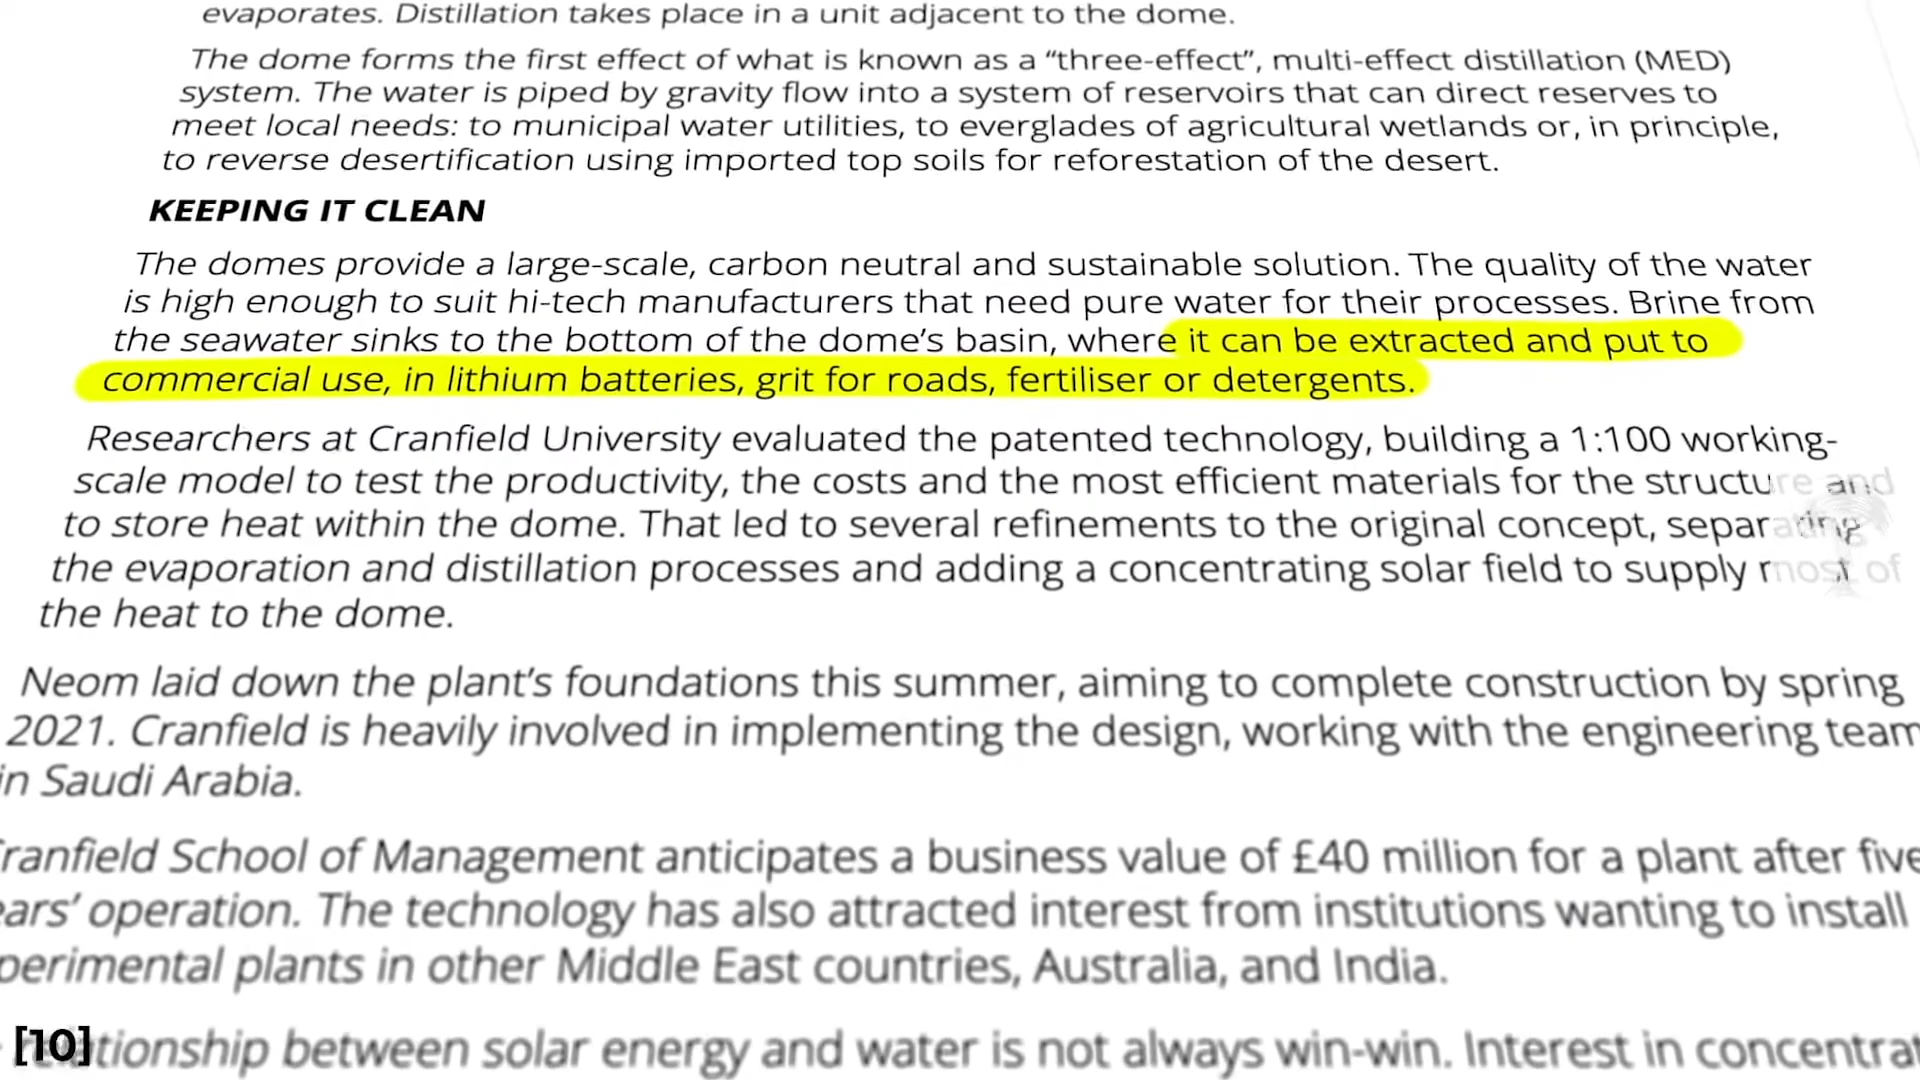 evaporates. Distillation takes place in a unit adjacent to the dome.
The dome forms the first effect of what is known as a “three-effect”, multi-effect distillation (MED)
system. The water is piped by gravity flow into a system of reservoirs that can direct reserves to
meet local needs: to municipal water utilities, to everglades of agricultural wetlands or, in principle,
to reverse desertification using imported top soils for reforestation of the desert.
KEEPING IT CLEAN
The domes provide a large-scale, carbon neutral and sustainable solution. The quality of the water
is high enough to suit hi-tech manufacturers that need pure water for their processes. Brine from
the seawater sinks to the bottom of the dome’s basin, where it can be extracted and put to
commercial use, in lithium batteries, grit for roads, fertiliser or detergents.
Researchers at Cranfield University evaluated the patented technology, building a 1:100 working-
scale model to test the productivity, the costs and the most efficient materials for the structure and
to store heat within the dome. That led to several refinements to the original concept, separating
the evaporation and distillation processes and adding a concentrating solar field to supply most of
the heat to the dome.
Neom laid down the plant’s foundations this summer, aiming to complete construction by spring
2021. Cranfield is heavily involved in implementing the design, working with the engineering team
in Saudi Arabia.
ranfield School of Management anticipates a business value of £40 million for a plant after five
ears’ operation. The technology has also attracted interest from institutions wanting to install
perimental plants in other Middle East countries, Australia, and India.
[10] relationship between solar energy and water is not always win-win. Interest in concentrat